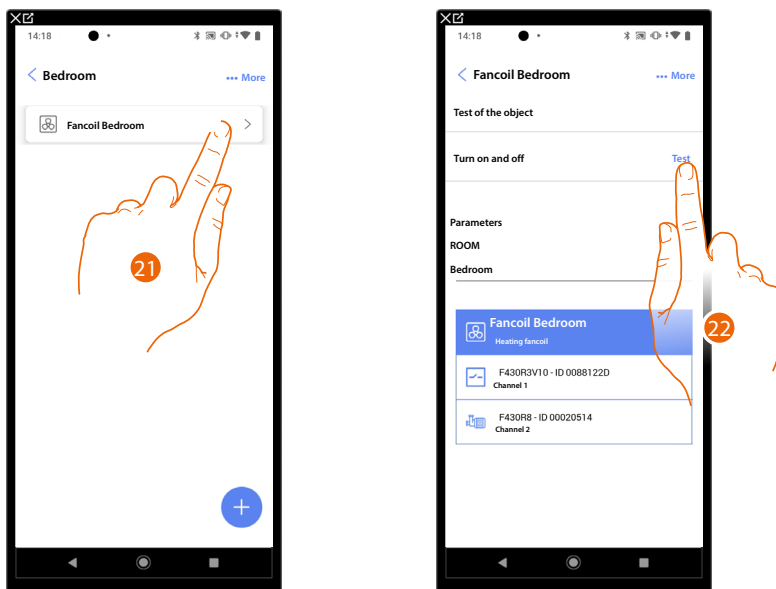 14:18
Bedroom
••• More
Fancoil Bedroom
21
14:18
Fancoil Bedroom
••• More
Test of the object
Turn on and off Test
Parameters
ROOM
Bedroom
22
Fancoil Bedroom
Heating fancoil
F430R3V10 - ID 0088122D
Channel 1
F430R8 - ID 00020514
Channel 2